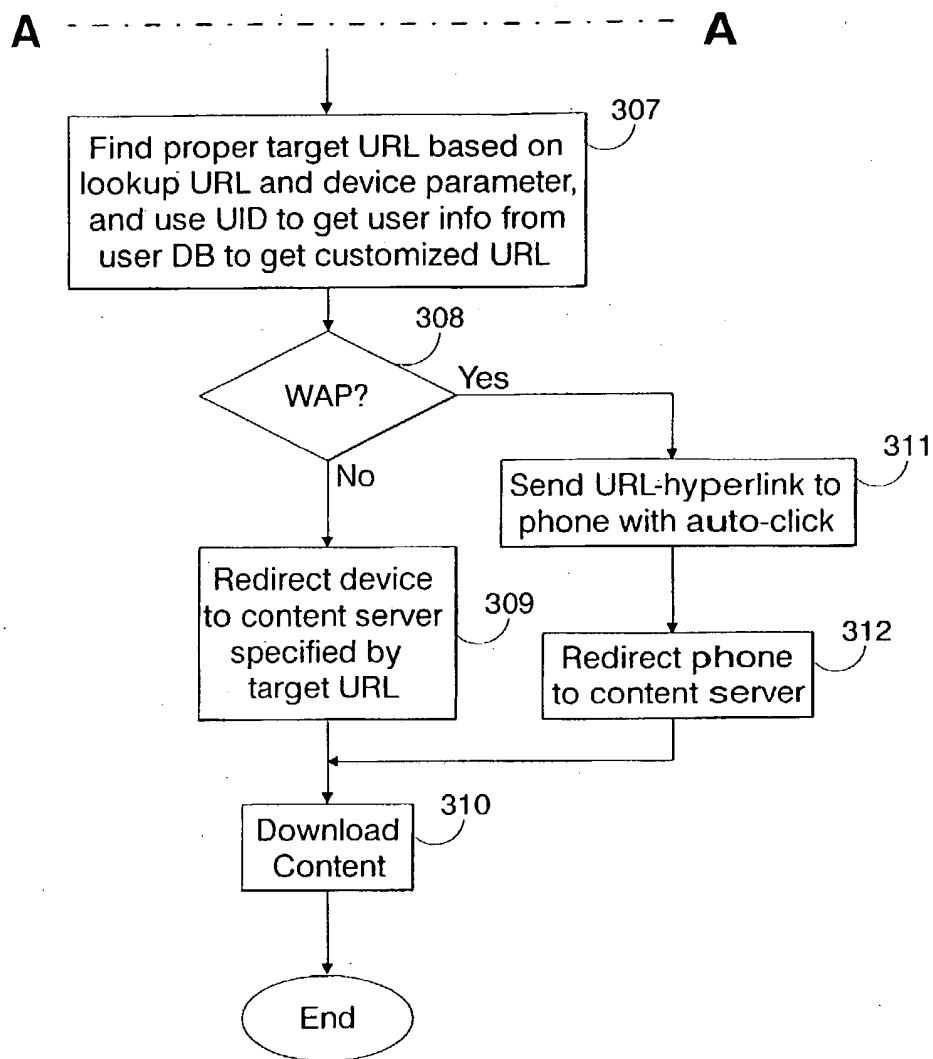 A A
307
Find proper target URL based on
lookup URL and device parameter,
and use UID to get user info from
user DB to get customized URL
308
WAP?
Yes
No
311
Send URL-hyperlink to
phone with auto-click
Redirect device
to content server
specified by
target URL
309
312
Redirect phone
to content server
310
Download
Content
End